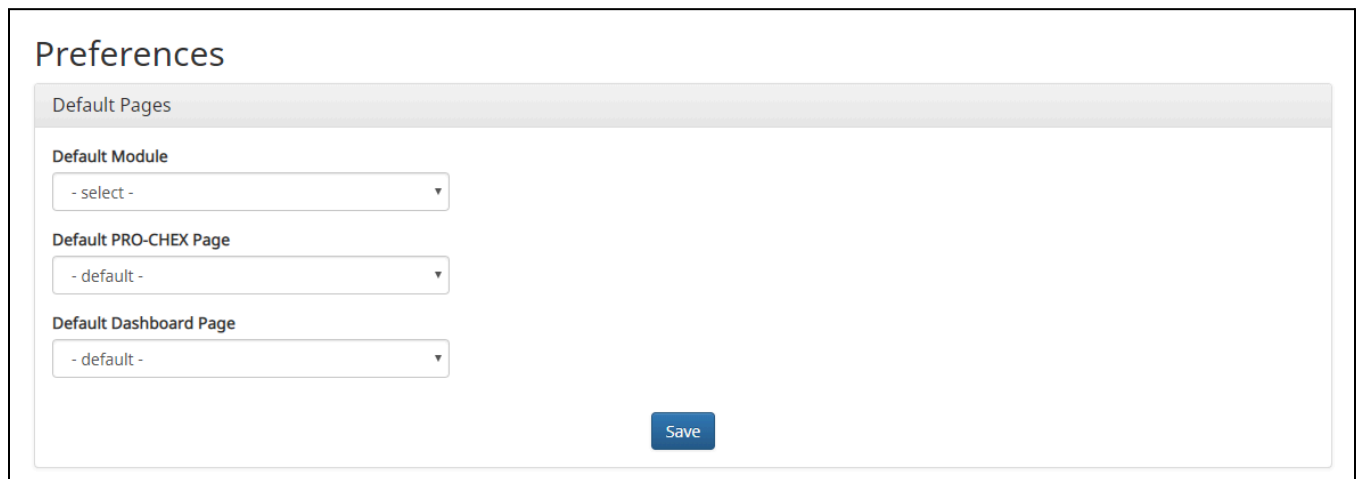 Preferences
Default Pages
Default Module
- select -
Default PRO-CHEX Page
- default -
Default Dashboard Page
- default -
Save